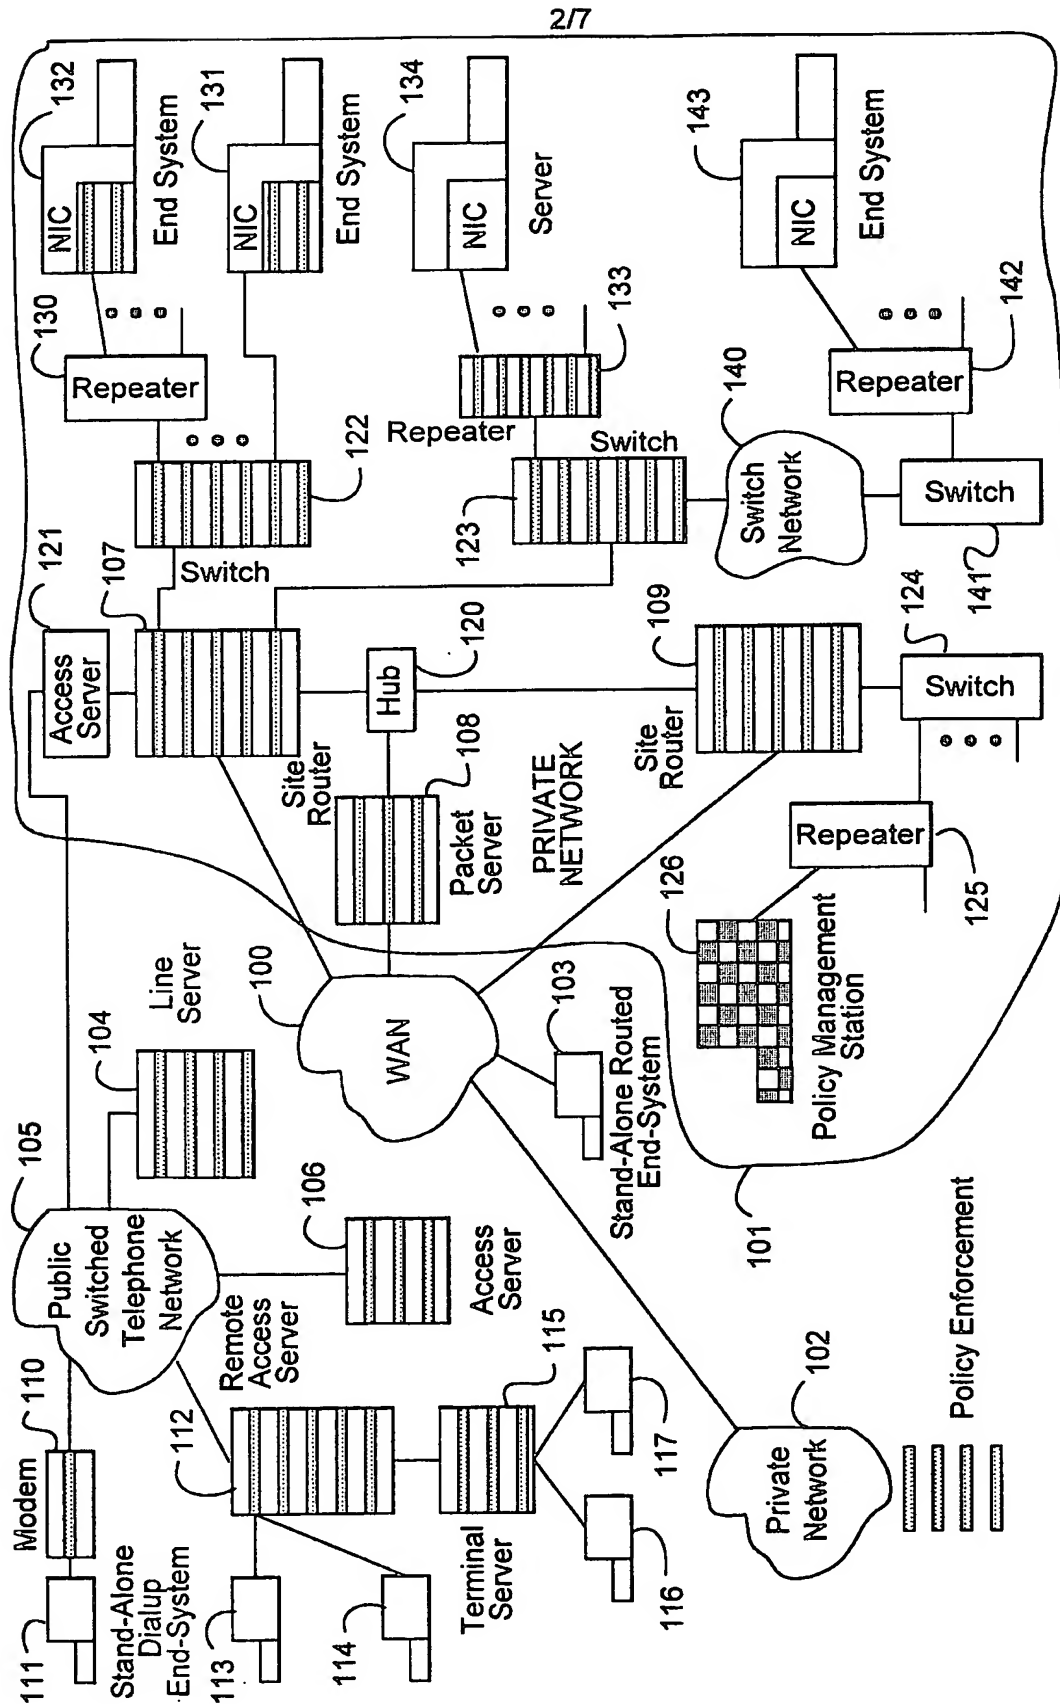 2/7
132
NIC
End System
131
NIC
End System
134
NIC
Server
143
NIC
End System
130
Repeater
122
Switch
121
Access
Server
107
Site
Router
Repeater
133
Switch
123
140
Switch
Network
Repeater
142
Switch
141
120
Hub
108
Packet
Server
PRIVATE
NETWORK
109
Site
Router
124
Switch
Repeater
125
126
Policy Management
Station
101
100
WAN
103
Stand-Alone Routed
End-System
104
Line
Server
105
Public
Switched
Telephone
Network
106
Access Server
110
Modem
111
Stand-Alone
Dialup
End-System
112
Remote
Access
Server
113
114
115
Terminal
Server
116
117
102
Private
Network
Policy Enforcement